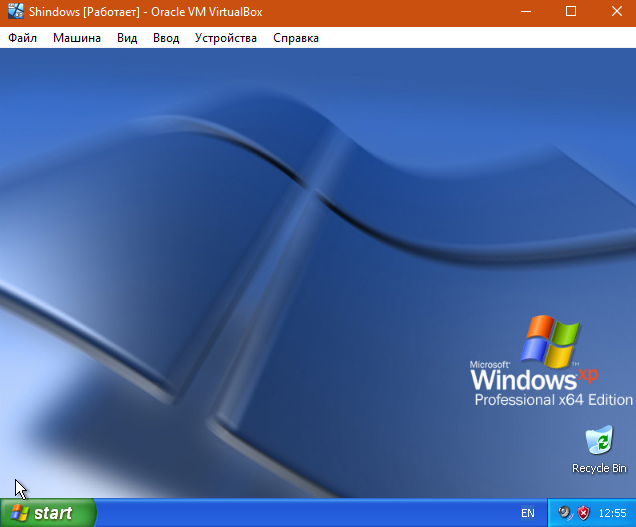 Shindows [Работает] - Oracle VM VirtualBox
Файл Машина Вид Ввод Устройства Справка
Microsoft
Windows xp
TM
Professional x64 Edition
Recycle Bin
start EN 12:55